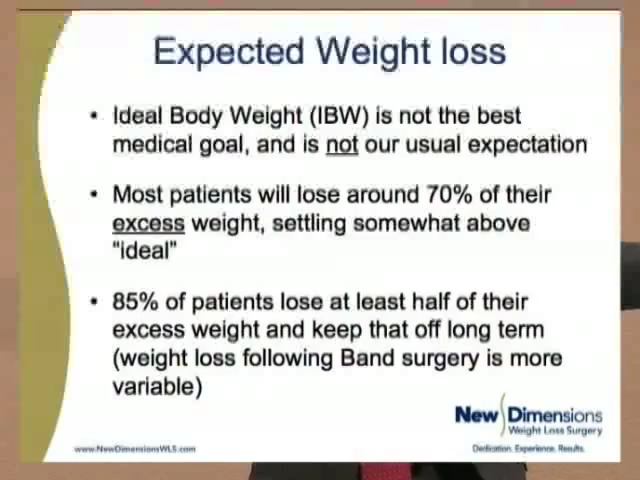 Expected Weight loss
• Ideal Body Weight (IBW) is not the best
medical goal, and is not our usual expectation
• Most patients will lose around 70% of their
excess weight, settling somewhat above
“ideal”
• 85% of patients lose at least half of their
excess weight and keep that off long term
(weight loss following Band surgery is more
variable)
New Dimensions
Weight Loss Surgery
www.NewDimensionsWLS.com
Dedication. Experience. Results.